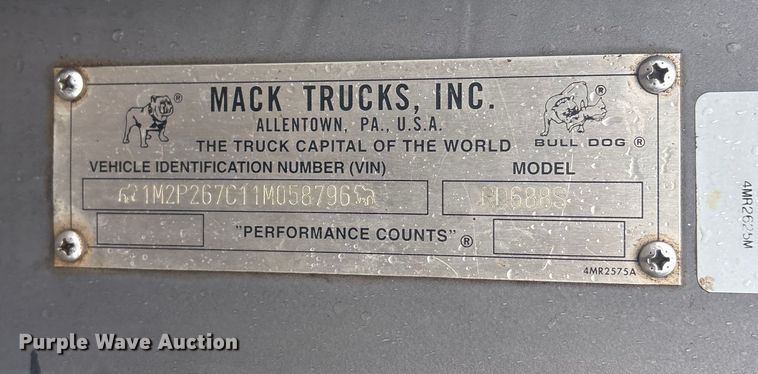 MACK TRUCKS, INC.
ALLENTOWN, PA., U.S.A.
THE TRUCK CAPITAL OF THE WORLD
BULL DOG ®
VEHICLE IDENTIFICATION NUMBER (VIN) MODEL
1M2P267C11M058796 RD688S
"PERFORMANCE COUNTS"®
4MR2575A
4MR2625M
Purple Wave Auction